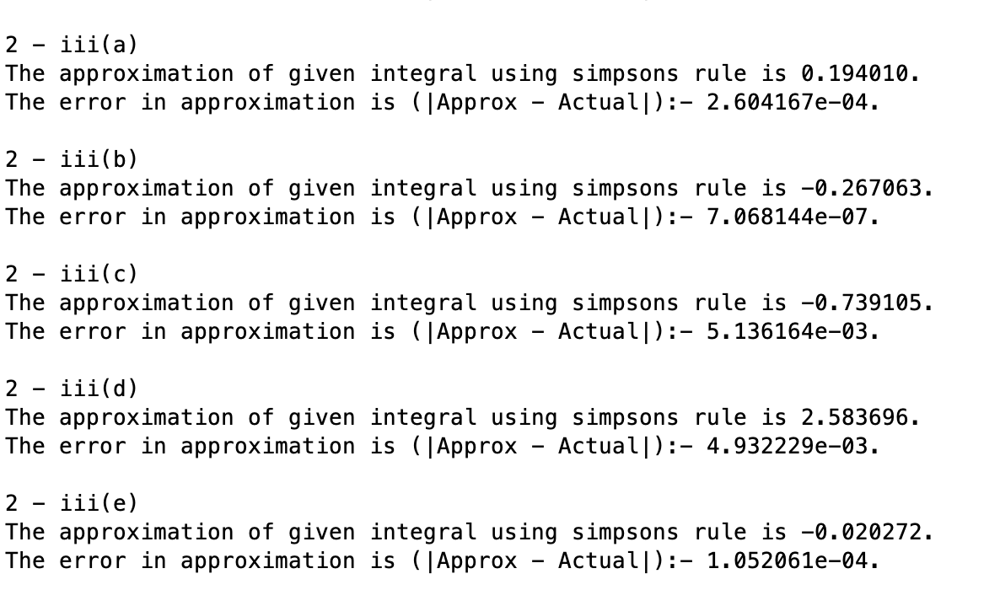 2 - iii(a)
The approximation of given integral using simpsons rule is 0.194010.
The error in approximation is (|Approx - Actual|):- 2.604167e-04.
2 - iii(b)
The approximation of given integral using simpsons rule is -0.267063.
The error in approximation is (|Approx - Actual|):- 7.068144e-07.
2 - iii(c)
The approximation of given integral using simpsons rule is -0.739105.
The error in approximation is (|Approx - Actual|):- 5.136164e-03.
2 - iii(d)
The approximation of given integral using simpsons rule is 2.583696.
The error in approximation is (|Approx - Actual|):- 4.932229e-03.
2 - iii(e)
The approximation of given integral using simpsons rule is -0.020272.
The error in approximation is (|Approx - Actual|):- 1.052061e-04.